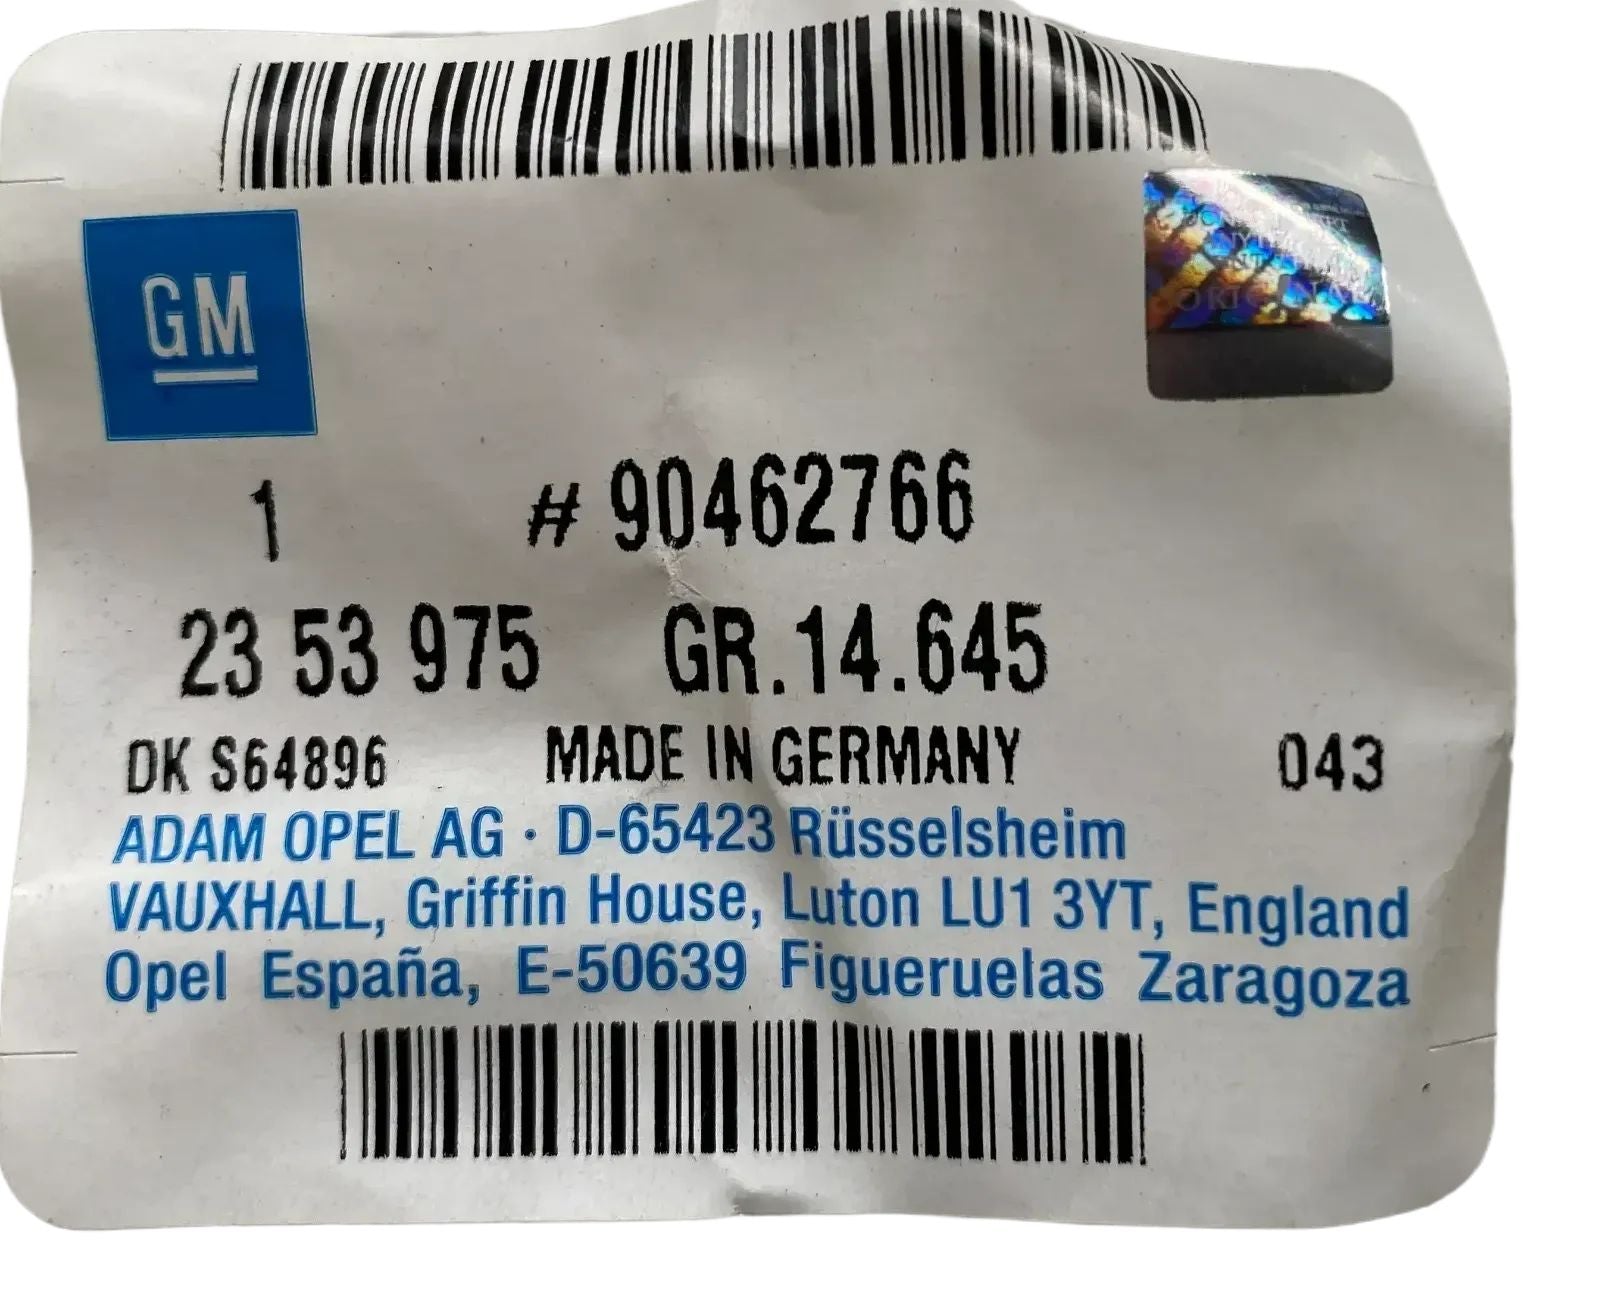 GM
ORIGINAL
1 # 90462766
23 53 975 GR.14.645
DK S64896 MADE IN GERMANY 043
ADAM OPEL AG · D-65423 Rüsselsheim
VAUXHALL, Griffin House, Luton LU1 3YT, England
Opel España, E-50639 Figueruelas Zaragoza